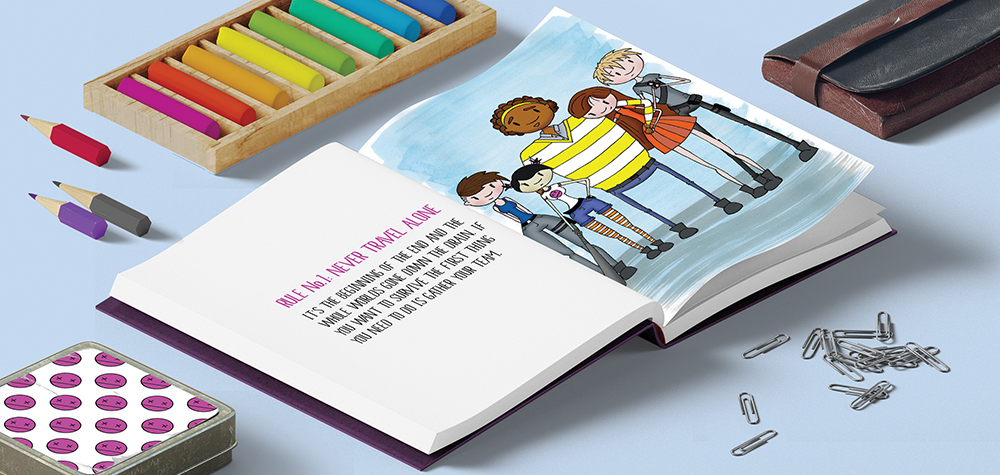 RULE No.1: NEVER TRAVEL ALONE
IT'S THE BEGINNING OF THE END AND THE
WHOLE WORLDS GONE DOWN THE DRAIN. IF
YOU WANT TO SURVIVE THE FIRST THING
YOU NEED TO DO IS GATHER YOUR TEAM.